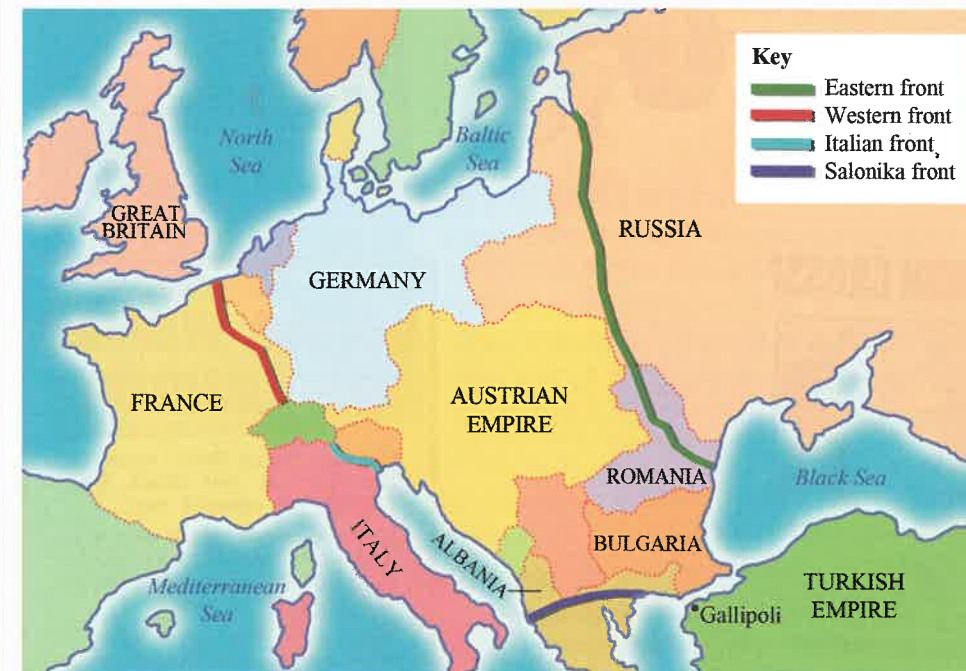 Key
Eastern front
Western front
Italian front
Salonika front
North
Sea
Baltic
Sea
GREAT
BRITAIN
RUSSIA
GERMANY
FRANCE
AUSTRIAN
EMPIRE
ROMANIA
Black Sea
ITALY
ALBANIA
BULGARIA
Mediterranean
Sea
TURKISH
EMPIRE
Gallipoli